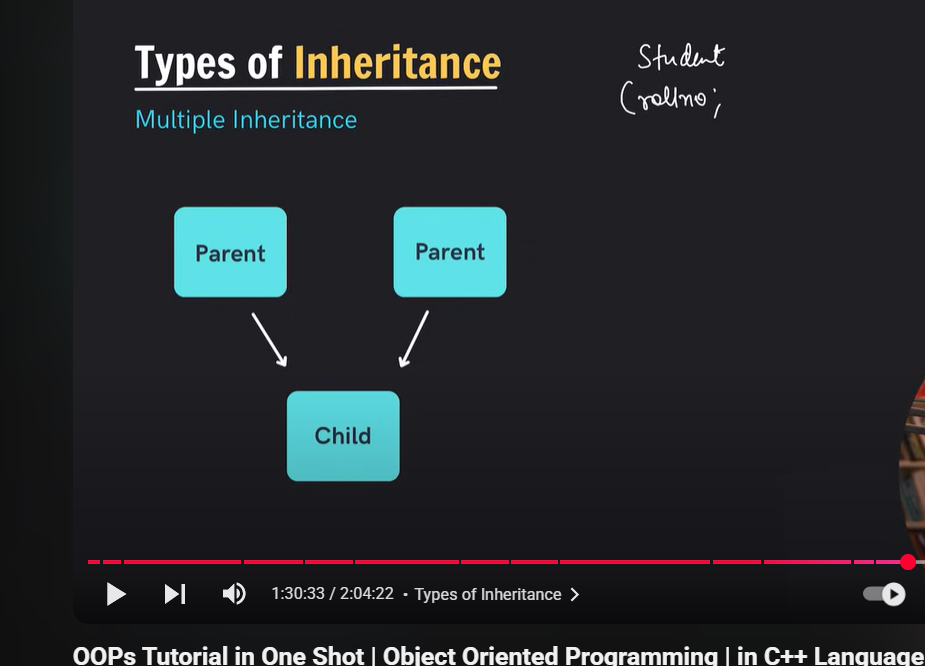 Types of Inheritance
Student
(rollno;
Multiple Inheritance
Parent
Parent
Child
1:30:33 / 2:04:22 • Types of Inheritance >
OOPs Tutorial in One Shot | Object Oriented Programming | in C++ Language